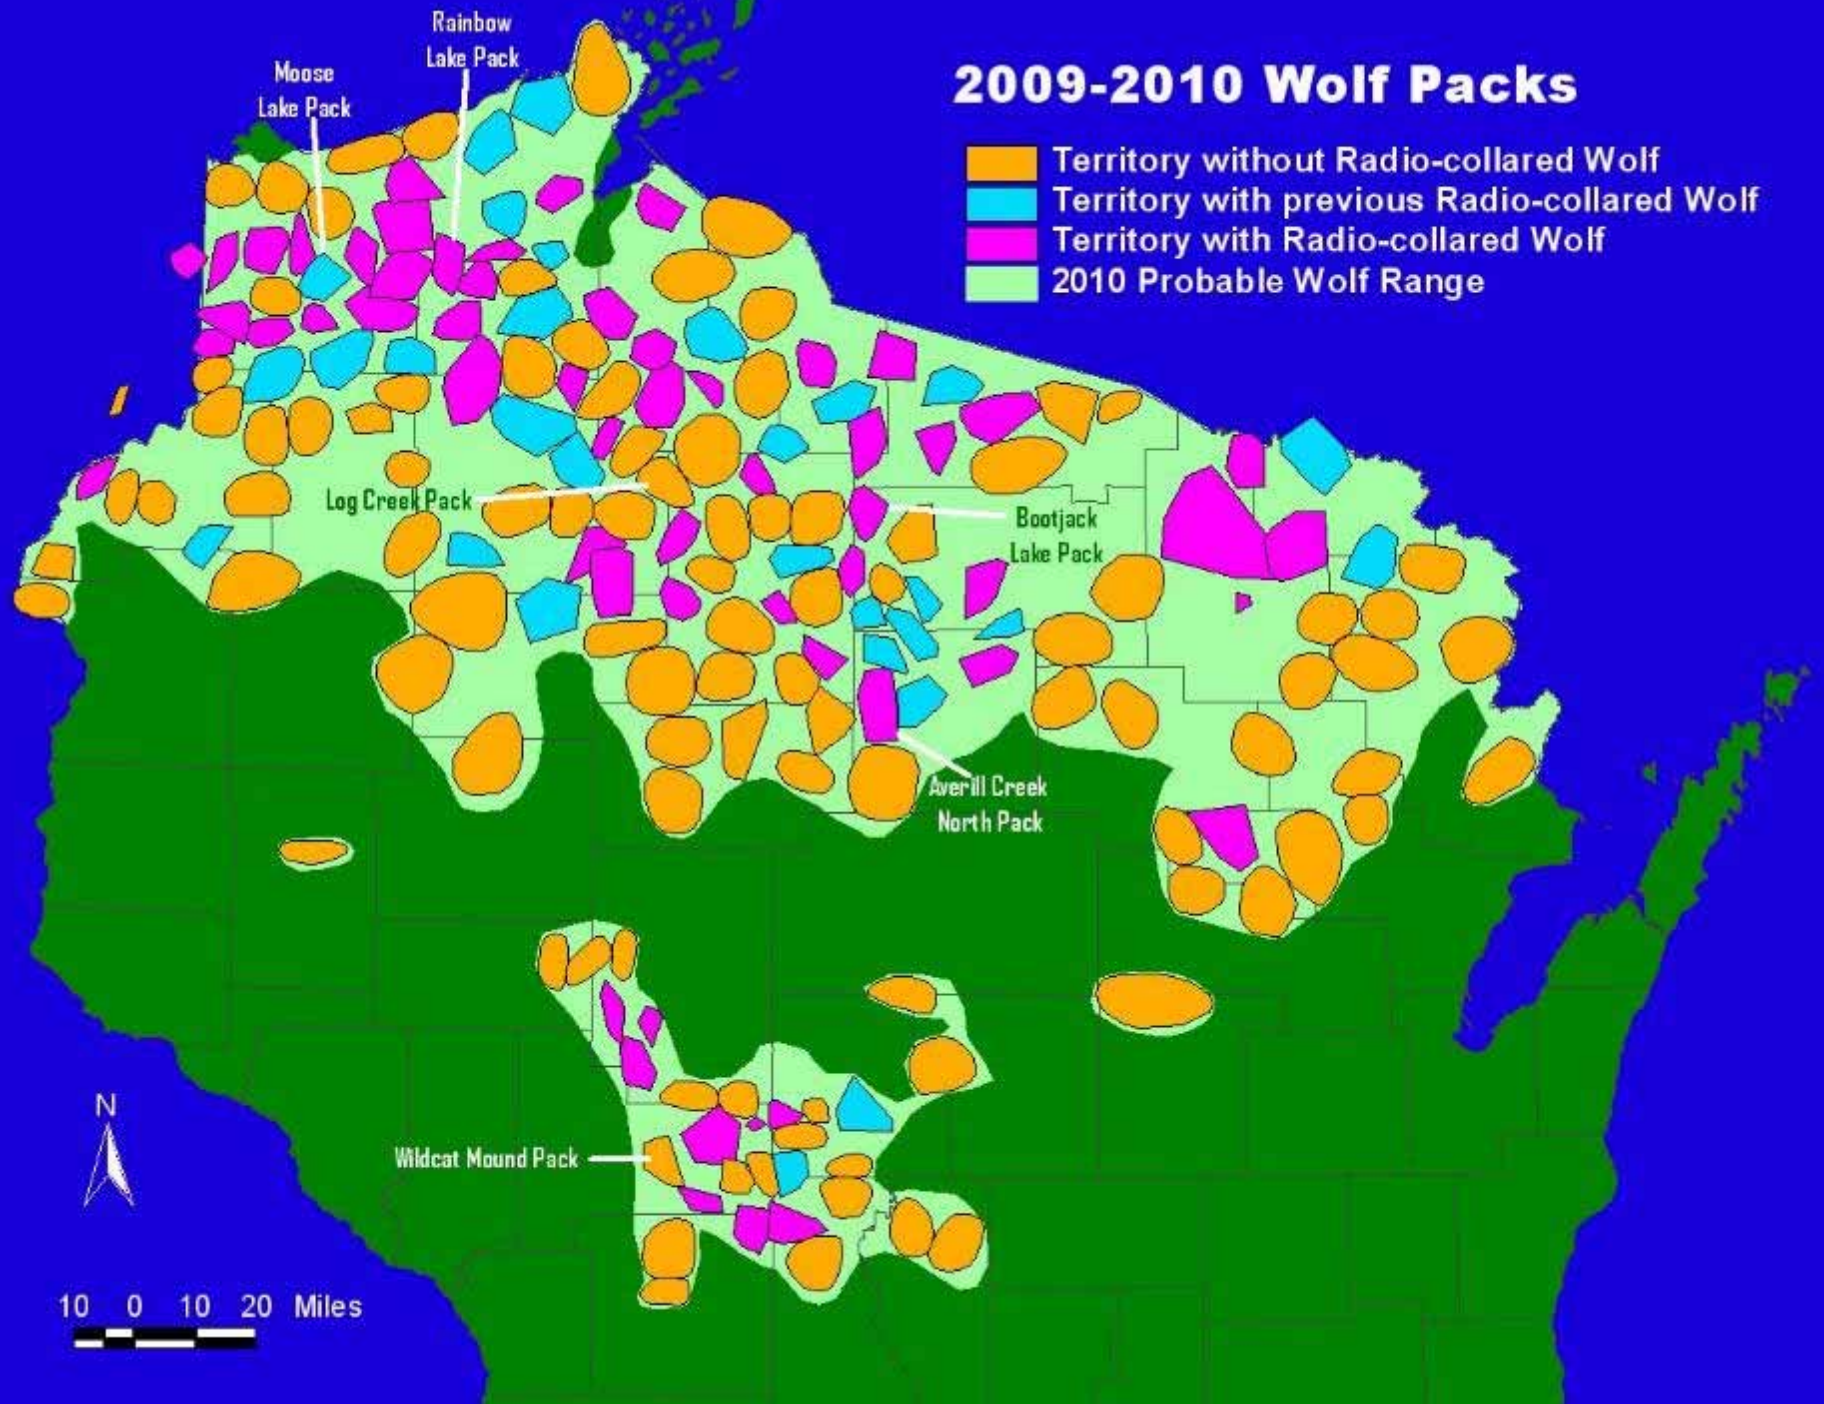 Rainbow
Lake Pack
Moose
Lake Pack
2009-2010 Wolf Packs
Territory without Radio-collared Wolf
Territory with previous Radio-collared Wolf
Territory with Radio-collared Wolf
2010 Probable Wolf Range
Log Creek Pack
Bootjack
Lake Pack
Averill Creek
North Pack
Wildcat Mound Pack
N
10 0 10 20 Miles